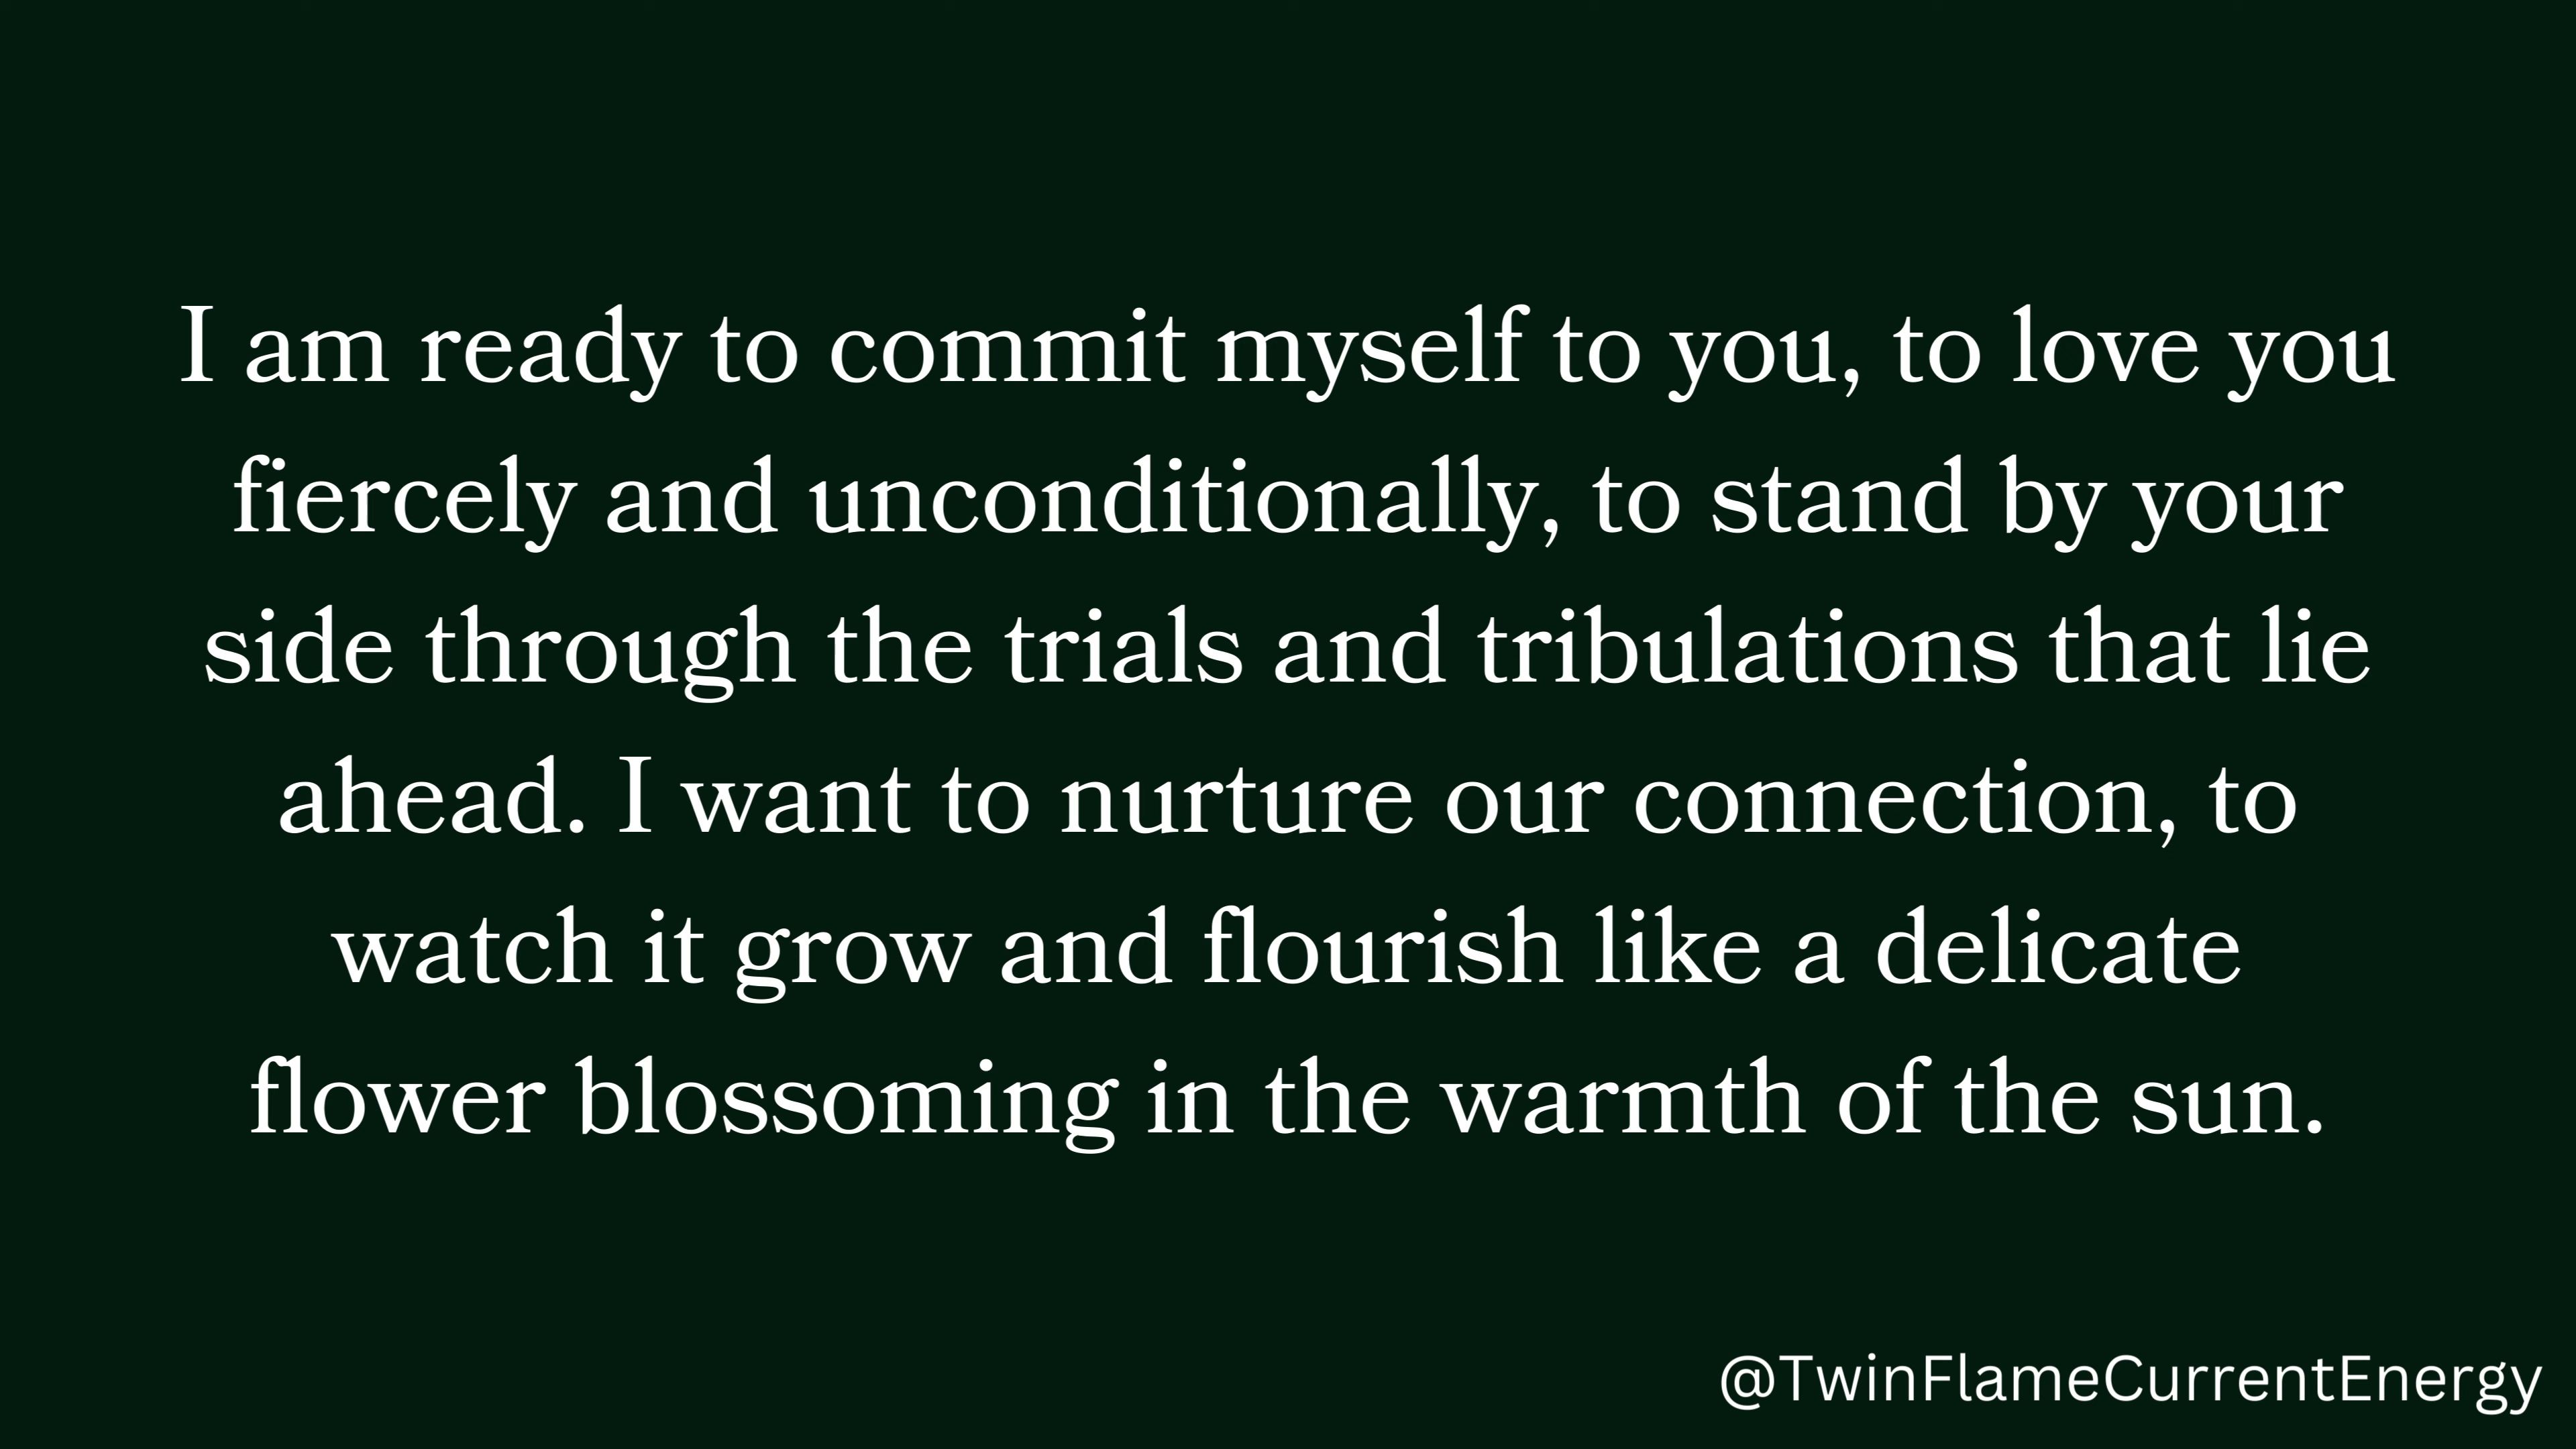 I am ready to commit myself to you, to love you
fiercely and unconditionally, to stand by your
side through the trials and tribulations that lie
ahead. I want to nurture our connection, to
watch it grow and flourish like a delicate
flower blossoming in the warmth of the sun.
@TwinFlameCurrentEnergy